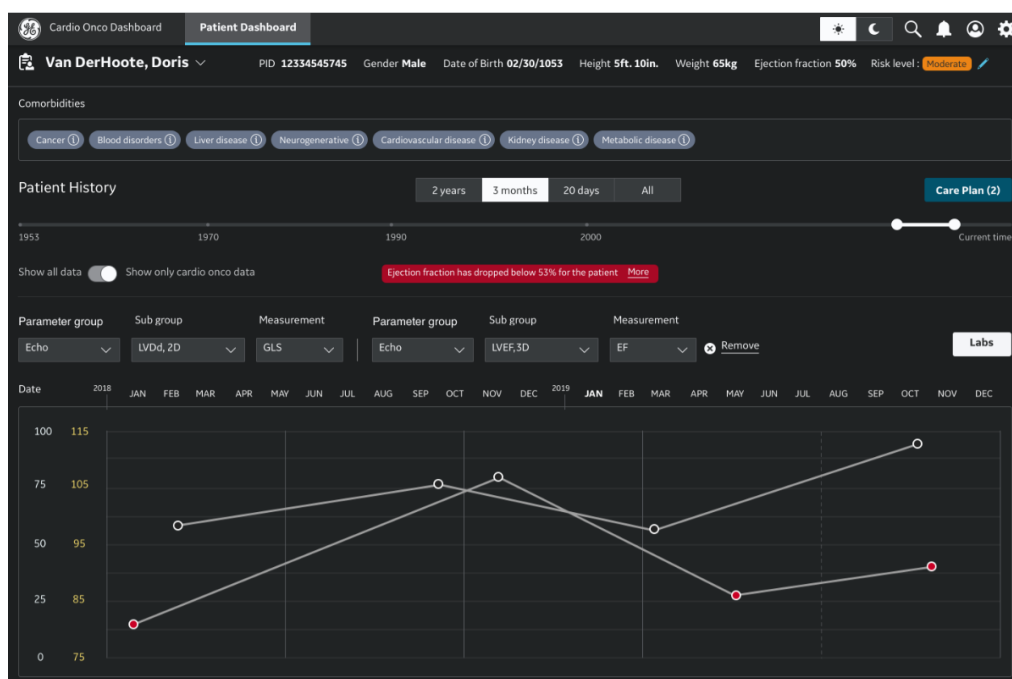 Cardio Onco Dashboard Patient Dashboard
Van DerHoote, Doris PID 12334545745 Gender Male Date of Birth 02/30/1053 Height 5ft. 10in. Weight 65kg Ejection fraction 50% Risk level : Moderate
Comorbidities
Cancer Blood disorders Liver disease Neurogenerative Cardiovascular disease Kidney disease Metabolic disease
Patient History 2 years 3 months 20 days All Care Plan (2)
1953 1970 1990 2000 Current time
Show all data Show only cardio onco data Ejection fraction has dropped below 53% for the patient More
Parameter group Sub group Measurement Parameter group Sub group Measurement
Echo LVDd, 2D GLS Echo LVEF,3D EF Remove Labs
Date 2018 JAN FEB MAR APR MAY JUN JUL AUG SEP OCT NOV DEC 2019 JAN FEB MAR APR MAY JUN JUL AUG SEP OCT NOV DEC
100 115
75 105
50 95
25 85
0 75